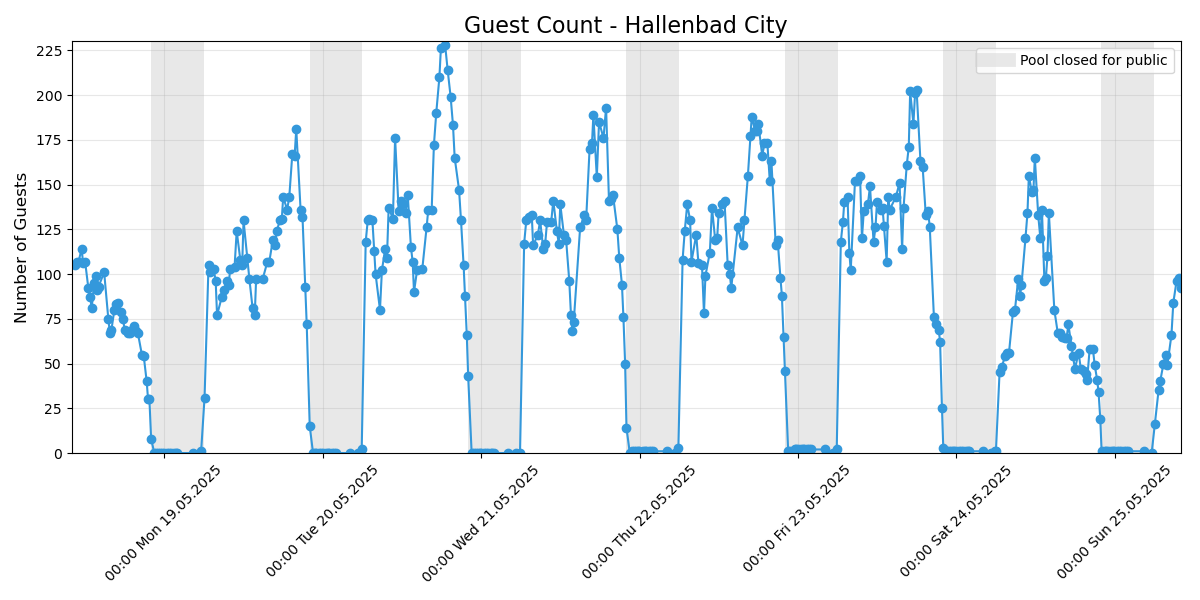 Guest Count - Hallenbad City
Pool closed for public
Number of Guests
225
200
175
150
125
100
75
50
25
0
00:00 Mon 19.05.2025
00:00 Tue 20.05.2025
00:00 Wed 21.05.2025
00:00 Thu 22.05.2025
00:00 Fri 23.05.2025
00:00 Sat 24.05.2025
00:00 Sun 25.05.2025